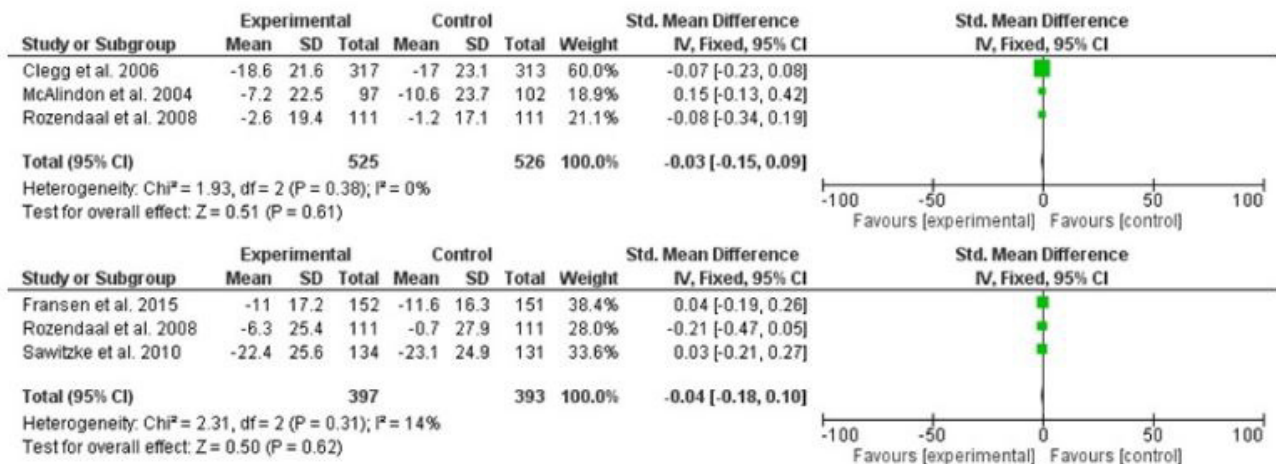 Experimental Control Std. Mean Difference Std. Mean Difference
Study or Subgroup Mean SD Total Mean SD Total Weight IV, Fixed, 95% CI IV, Fixed, 95% CI
Clegg et al. 2006 -18.6 21.6 317 -17 23.1 313 60.0% -0.07 [-0.23, 0.08]
McAlindon et al. 2004 -7.2 22.5 97 -10.6 23.7 102 18.9% 0.15 [-0.13, 0.42]
Rozendaal et al. 2008 -2.6 19.4 111 -1.2 17.1 111 21.1% -0.08 [-0.34, 0.19]
Total (95% CI) 525 526 100.0% -0.03 [-0.15, 0.09]
Heterogeneity: Chi² = 1.93, df = 2 (P = 0.38); I² = 0%
Test for overall effect: Z = 0.51 (P = 0.61)
-100 -50 0 50 100
Favours [experimental] Favours [control]
Experimental Control Std. Mean Difference Std. Mean Difference
Study or Subgroup Mean SD Total Mean SD Total Weight IV, Fixed, 95% CI IV, Fixed, 95% CI
Fransen et al. 2015 -11 17.2 152 -11.6 16.3 151 38.4% 0.04 [-0.19, 0.26]
Rozendaal et al. 2008 -6.3 25.4 111 -0.7 27.9 111 28.0% -0.21 [-0.47, 0.05]
Sawitzke et al. 2010 -22.4 25.6 134 -23.1 24.9 131 33.6% 0.03 [-0.21, 0.27]
Total (95% CI) 397 393 100.0% -0.04 [-0.18, 0.10]
Heterogeneity: Chi² = 2.31, df = 2 (P = 0.31); I² = 14%
Test for overall effect: Z = 0.50 (P = 0.62)
-100 -50 0 50 100
Favours [experimental] Favours [control]